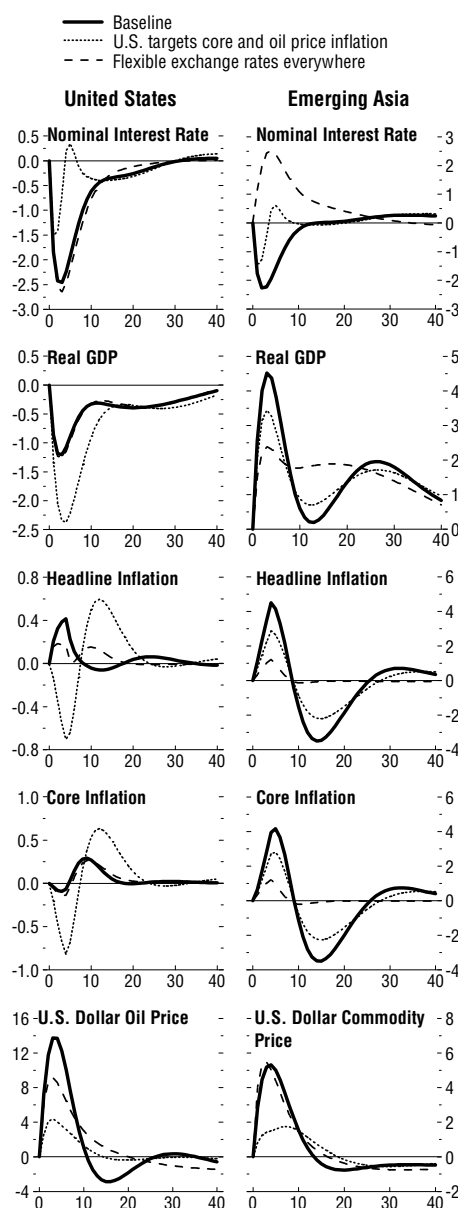 Baseline
U.S. targets core and oil price inflation
Flexible exchange rates everywhere
United States
Emerging Asia
Nominal Interest Rate
0.5
0.0
-0.5
-1.0
-1.5
-2.0
-2.5
-3.0
0 10 20 30 40
Nominal Interest Rate
3
2
1
0
-1
-2
-3
0 10 20 30 40
Real GDP
0.5
0.0
-0.5
-1.0
-1.5
-2.0
-2.5
0 10 20 30 40
Real GDP
5
4
3
2
1
0
0 10 20 30 40
Headline Inflation
0.8
0.4
0.0
-0.4
-0.8
0 10 20 30 40
Headline Inflation
6
4
2
0
-2
-4
0 10 20 30 40
Core Inflation
1.0
0.5
0.0
-0.5
-1.0
0 10 20 30 40
Core Inflation
6
4
2
0
-2
-4
0 10 20 30 40
U.S. Dollar Oil Price
16
12
8
4
0
-4
0 10 20 30 40
U.S. Dollar Commodity
Price
8
6
4
2
0
-2
0 10 20 30 40